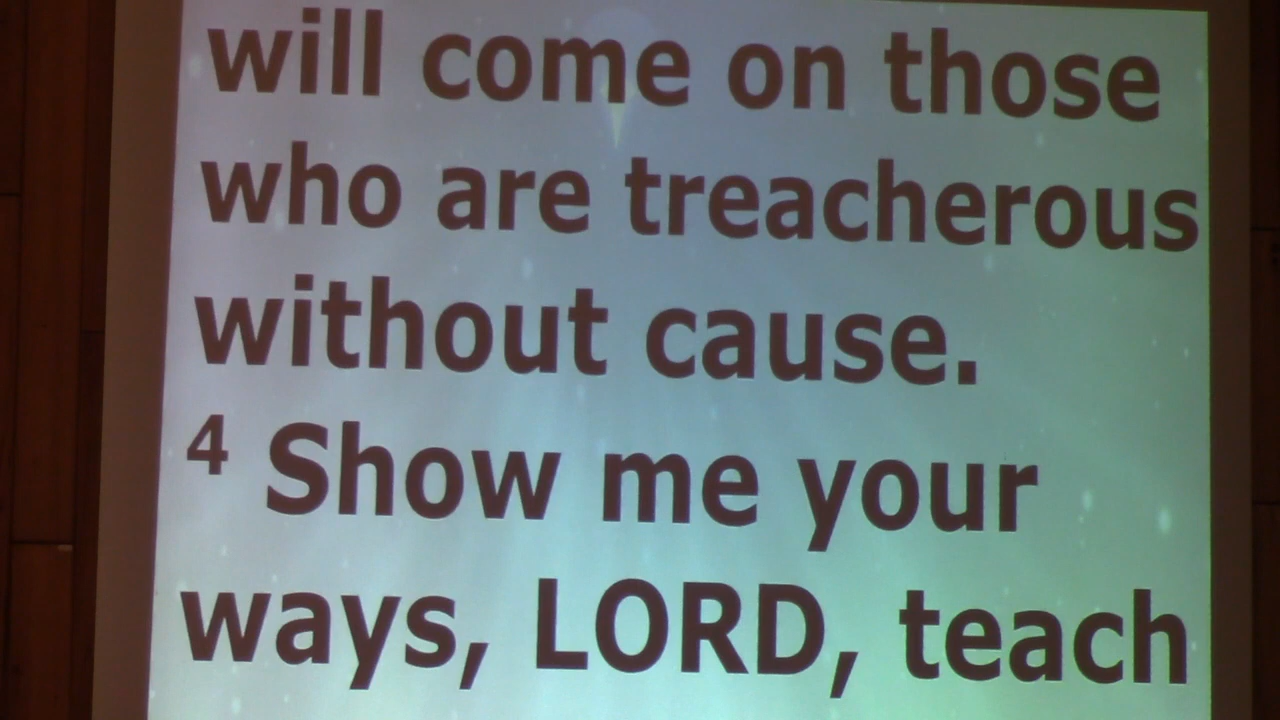 will come on those
who are treacherous
without cause.
4 Show me your
ways, LORD, teach